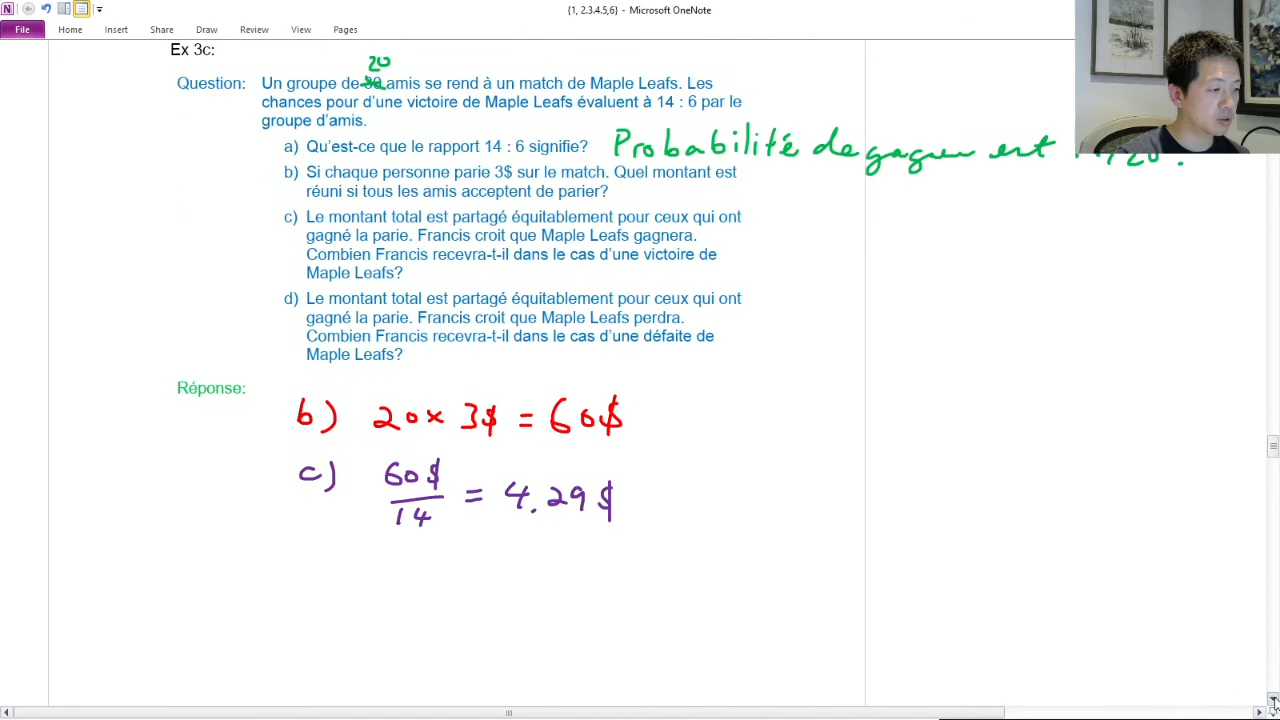 {1, 2.3.4.5,6} - Microsoft OneNote
File Home Insert Share Draw Review View Pages
Ex 3c:
20
Question: Un groupe de 30 amis se rend à un match de Maple Leafs. Les
chances pour d'une victoire de Maple Leafs évaluent à 14 : 6 par le
groupe d'amis.
a) Qu'est-ce que le rapport 14 : 6 signifie? Probabilité de gagner est
b) Si chaque personne parie 3$ sur le match. Quel montant est
réuni si tous les amis acceptent de parier?
c) Le montant total est partagé équitablement pour ceux qui ont
gagné la parie. Francis croit que Maple Leafs gagnera.
Combien Francis recevra-t-il dans le cas d'une victoire de
Maple Leafs?
d) Le montant total est partagé équitablement pour ceux qui ont
gagné la parie. Francis croit que Maple Leafs perdra.
Combien Francis recevra-t-il dans le cas d'une défaite de
Maple Leafs?
Réponse:
b) 20 × 3$ = 60$
c) 60$ / 14 = 4.29 $